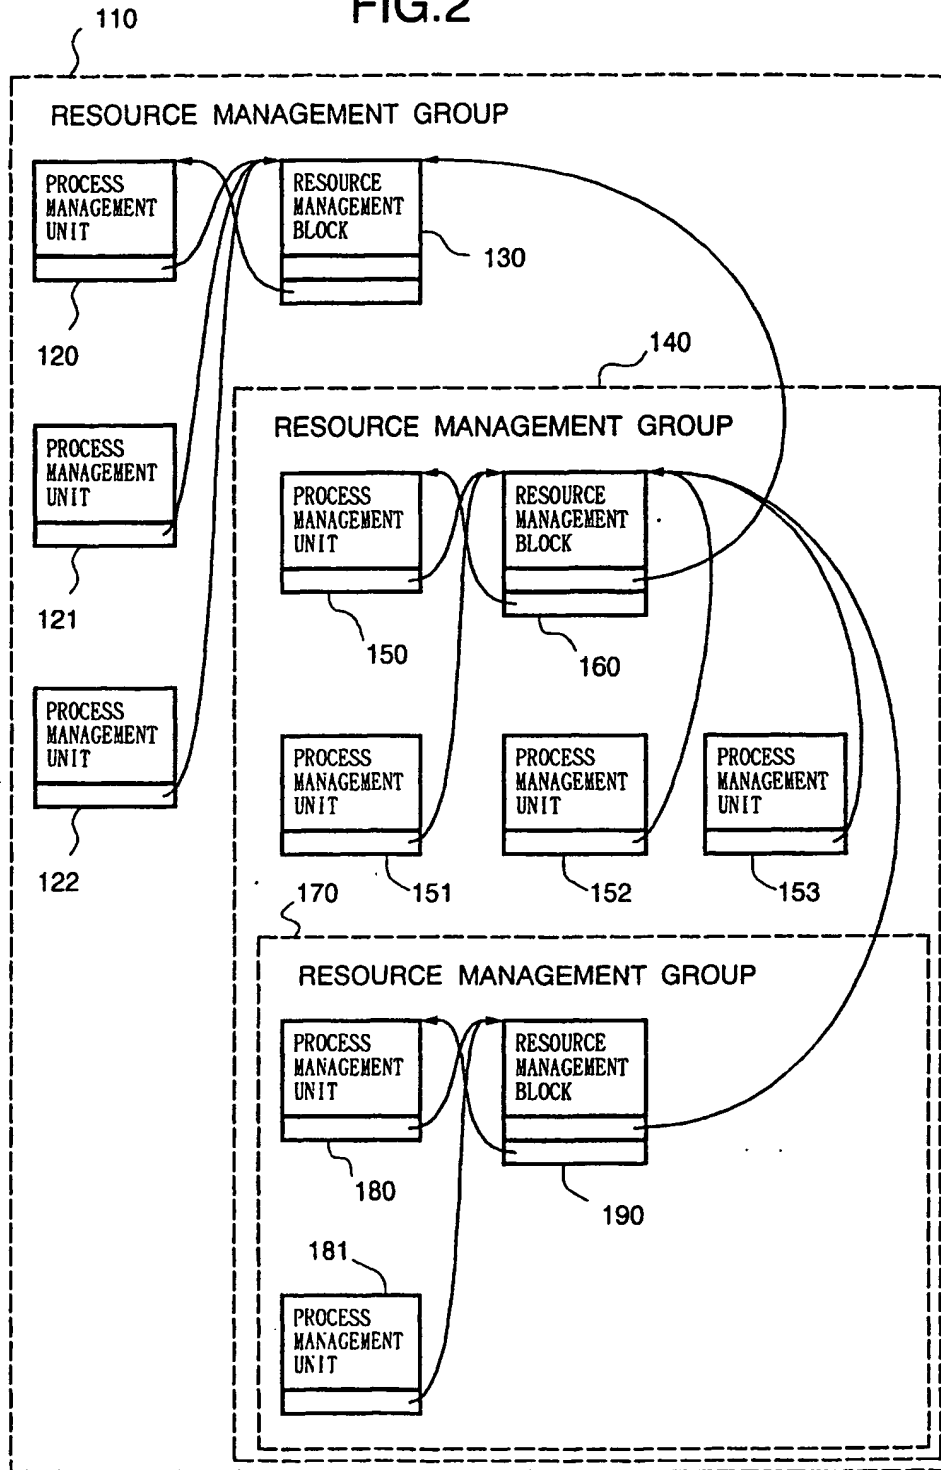 FIG.2
110
RESOURCE MANAGEMENT GROUP
PROCESS
MANAGEMENT
UNIT
RESOURCE
MANAGEMENT
BLOCK
130
120
140
RESOURCE MANAGEMENT GROUP
PROCESS
MANAGEMENT
UNIT
121
PROCESS
MANAGEMENT
UNIT
RESOURCE
MANAGEMENT
BLOCK
150
160
PROCESS
MANAGEMENT
UNIT
122
PROCESS
MANAGEMENT
UNIT
PROCESS
MANAGEMENT
UNIT
PROCESS
MANAGEMENT
UNIT
151
152
153
170
RESOURCE MANAGEMENT GROUP
PROCESS
MANAGEMENT
UNIT
RESOURCE
MANAGEMENT
BLOCK
180
190
181
PROCESS
MANAGEMENT
UNIT